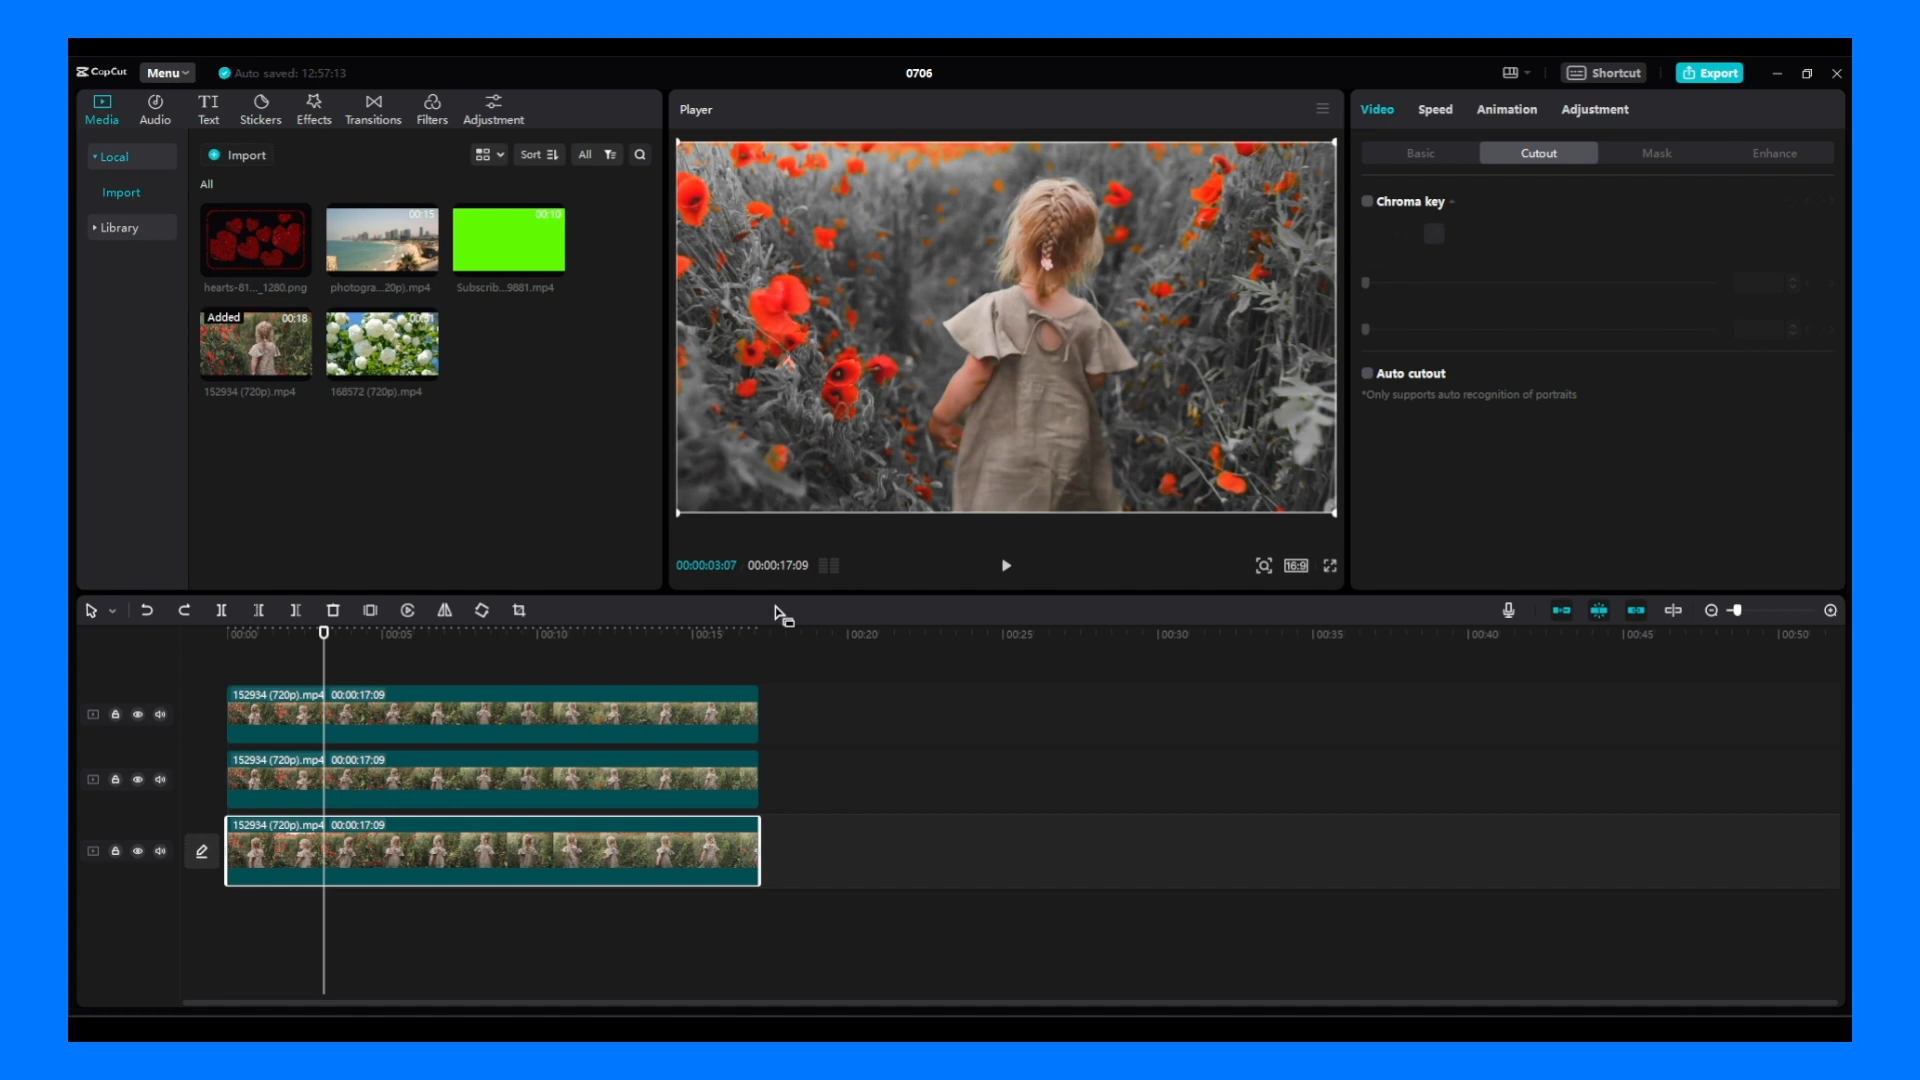 CapCut Menu Auto saved: 12:57:13 0706 Shortcut Export
Media Audio Text Stickers Effects Transitions Filters Adjustment
Local
Import
Library
Import Sort All
All
00:15 00:10
hearts-81..._1280.png photogra...20p).mp4 Subscrib...9881.mp4
Added 00:18
152934 (720p).mp4 168572 (720p).mp4
Player
Video Speed Animation Adjustment
Basic Cutout Mask Enhance
Chroma key
Auto cutout
*Only supports auto recognition of portraits
00:00:03:07 00:00:17:09 16:9
00:00 00:05 00:10 00:15 00:20 00:25 00:30 00:35 00:40 00:45 00:50
152934 (720p).mp4 00:00:17:09
152934 (720p).mp4 00:00:17:09
152934 (720p).mp4 00:00:17:09